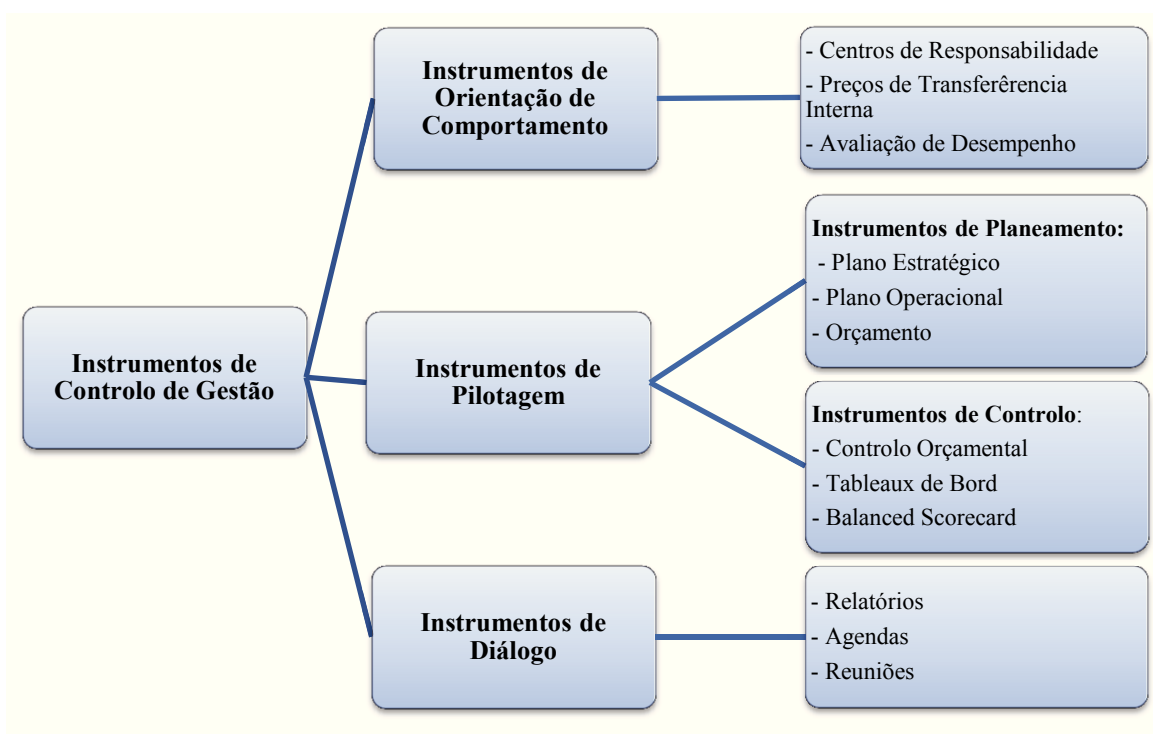 Instrumentos de
Orientação de
Comportamento
- Centros de Responsabilidade
- Preços de Transferêrencia
Interna
- Avaliação de Desempenho
Instrumentos de
Controlo de Gestão
Instrumentos de
Pilotagem
Instrumentos de Planeamento:
- Plano Estratégico
- Plano Operacional
- Orçamento
Instrumentos de Controlo:
- Controlo Orçamental
- Tableaux de Bord
- Balanced Scorecard
Instrumentos de
Diálogo
- Relatórios
- Agendas
- Reuniões